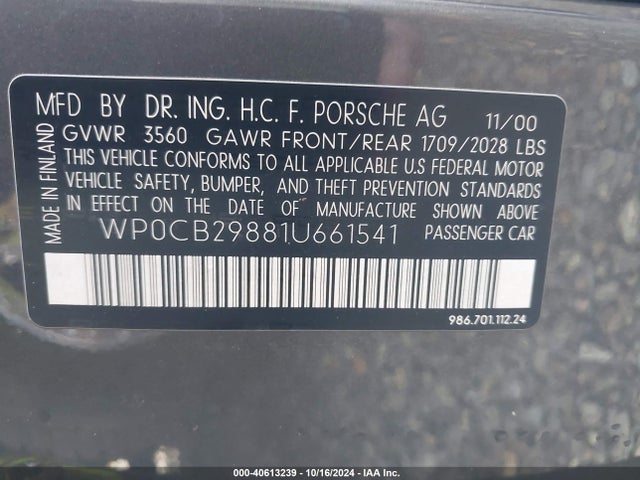 MFD BY DR. ING. H.C. F. PORSCHE AG 11/00
GVWR 3560 GAWR FRONT/REAR 1709/2028 LBS
THIS VEHICLE CONFORMS TO ALL APPLICABLE U.S FEDERAL MOTOR
VEHICLE SAFETY, BUMPER, AND THEFT PREVENTION STANDARDS
IN EFFECT ON THE DATE OF MANUFACTURE SHOWN ABOVE
WP0CB29881U661541 PASSENGER CAR
MADE IN FINLAND
986.701.112.24
000-40613239 - 10/16/2024 - IAA Inc.